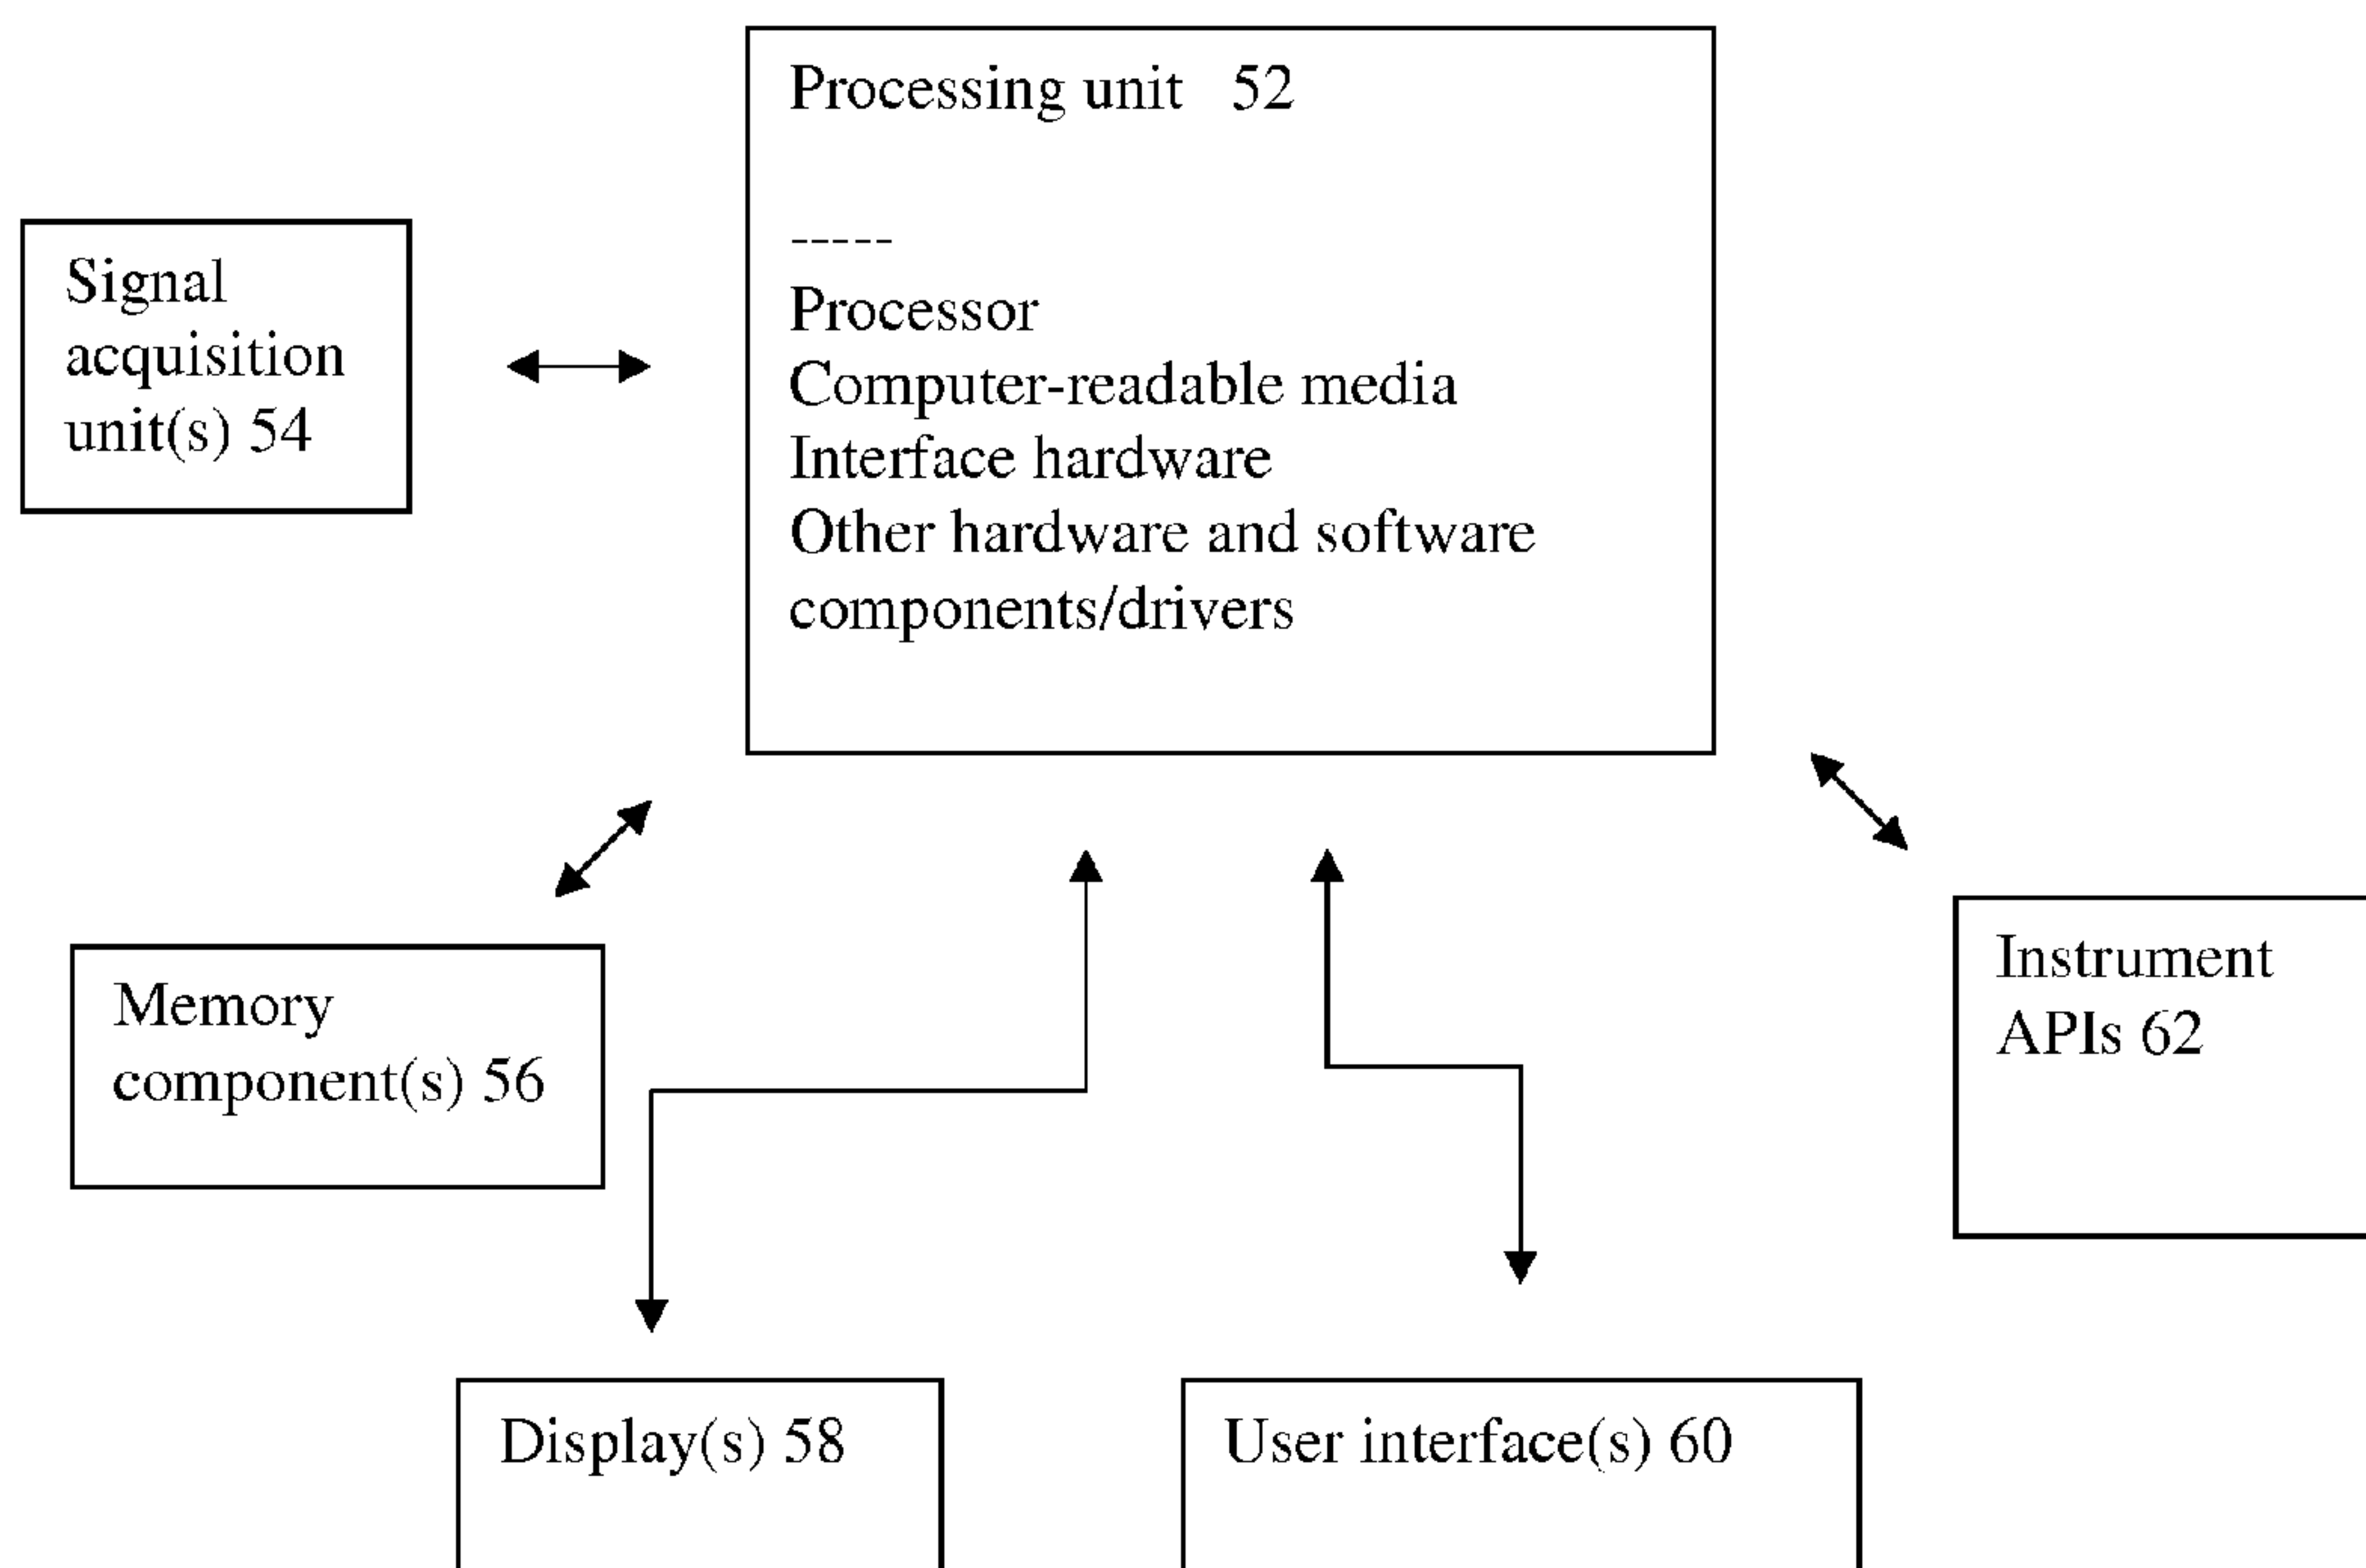 Processing unit 52
-----
Processor
Computer-readable media
Interface hardware
Other hardware and software
components/drivers
Signal
acquisition
unit(s) 54
Memory
component(s) 56
Instrument
APIs 62
Display(s) 58
User interface(s) 60